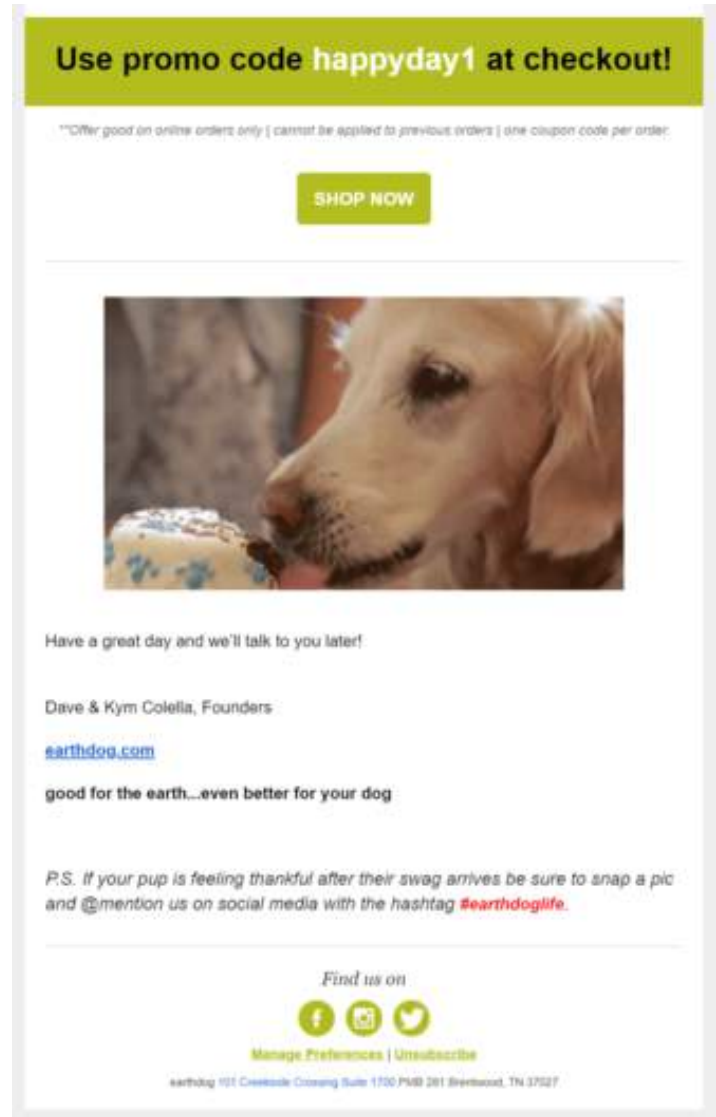 Use promo code happyday1 at checkout!
**Offer good on online orders only | cannot be applied to previous orders | one coupon code per order.
SHOP NOW
Have a great day and we'll talk to you later!
Dave & Kym Colella, Founders
earthdog.com
good for the earth...even better for your dog
P.S. If your pup is feeling thankful after their swag arrives be sure to snap a pic
and @mention us on social media with the hashtag #earthdoglife.
Find us on
Manage Preferences | Unsubscribe
earthdog 101 Creekside Crossing Suite 1700 PMB 281 Brentwood, TN 37027